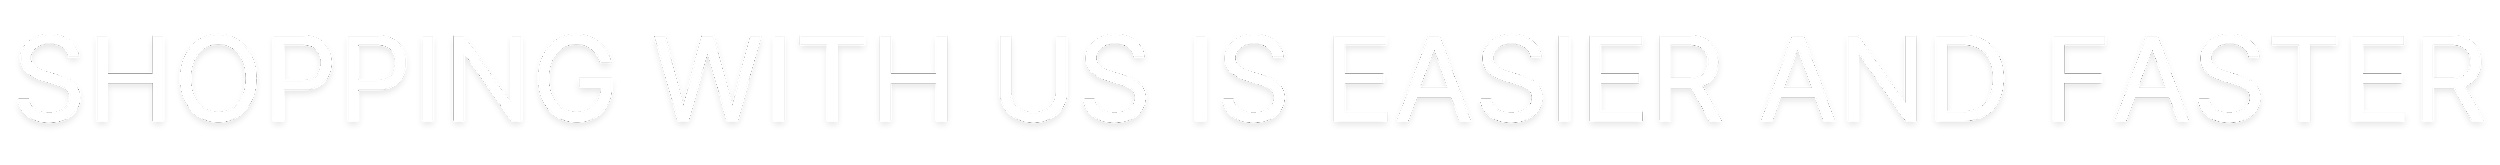 SHOPPING WITH US IS EASIER AND FASTER